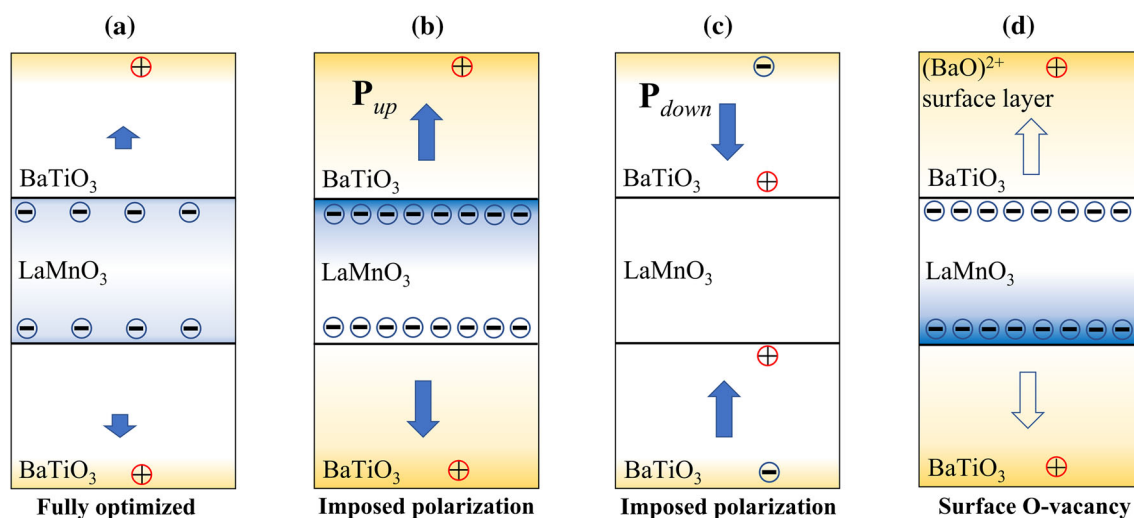 (a)
(b)
(c)
(d)
BaTiO3
LaMnO3
BaTiO3
Fully optimized
Pup
BaTiO3
LaMnO3
BaTiO3
Imposed polarization
Pdown
BaTiO3
LaMnO3
BaTiO3
Imposed polarization
(BaO)2+
surface layer
BaTiO3
LaMnO3
BaTiO3
Surface O-vacancy